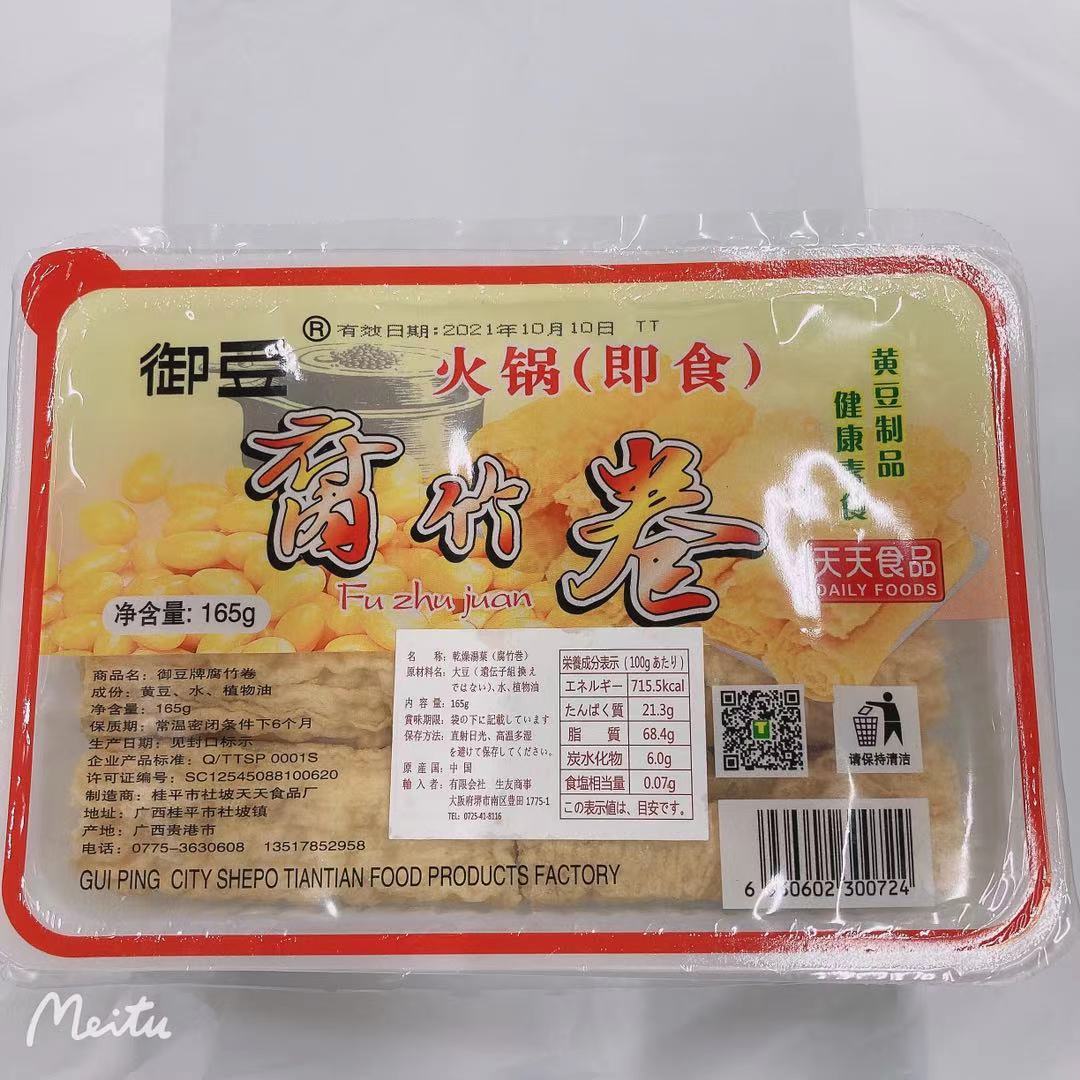 ® 有效日期:2021年10月10日 TT
御豆
火锅(即食)
黄豆制品
健康素食
腐竹卷
Fu zhu juan
天天食品
DAILY FOODS
净含量: 165g
商品名: 御豆牌腐竹卷
成份: 黄豆、水、植物油
净含量: 165g
保质期: 常温密闭条件下6个月
生产日期: 见封口标示
企业产品标准: Q/TTSP 0001S
许可证编号: SC12545088100620
制造商: 桂平市社坡天天食品厂
地址: 广西桂平市社坡镇
产地: 广西贵港市
电话: 0775-3630608 13517852958
GUI PING CITY SHEPO TIANTIAN FOOD PRODUCTS FACTORY
名 称: 乾燥湯葉(腐竹巻)
原材料名: 大豆(遺伝子組換え
ではない)、水、植物油
内 容 量: 165g
賞味期限: 袋の下に記載しています
保存方法: 直射日光、高温多湿
を避けて保存してください。
原 産 国: 中 国
輸 入 者: 有限会社 生友商事
大阪府堺市南区豊田 1775-1
TEL: 0725-41-8116
栄養成分表示(100gあたり)
エネルギー 715.5kcal
たんぱく質 21.3g
脂 質 68.4g
炭水化物 6.0g
食塩相当量 0.07g
この表示値は、目安です。
请保持清洁
Meitu